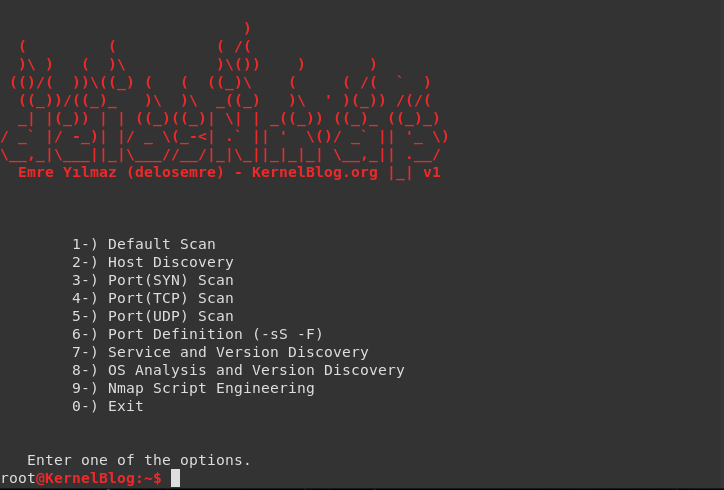 Emre Yılmaz (delosemre) - KernelBlog.org |_| v1
1-) Default Scan
2-) Host Discovery
3-) Port(SYN) Scan
4-) Port(TCP) Scan
5-) Port(UDP) Scan
6-) Port Definition (-sS -F)
7-) Service and Version Discovery
8-) OS Analysis and Version Discovery
9-) Nmap Script Engineering
0-) Exit
Enter one of the options.
root@KernelBlog:~$